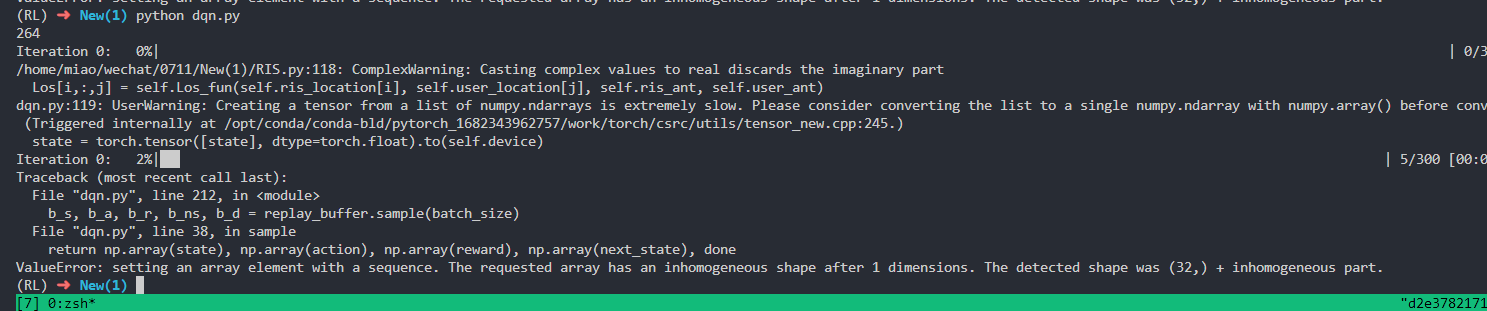 ValueError: setting an array element with a sequence. The requested array has an inhomogeneous shape after 1 dimensions. The detected shape was (32,) + inhomogeneous part.
(RL) ➜ New(1) python dqn.py
264
Iteration 0:   0%| | 0/3
/home/miao/wechat/0711/New(1)/RIS.py:118: ComplexWarning: Casting complex values to real discards the imaginary part
  Los[i,:,j] = self.Los_fun(self.ris_location[i], self.user_location[j], self.ris_ant, self.user_ant)
dqn.py:119: UserWarning: Creating a tensor from a list of numpy.ndarrays is extremely slow. Please consider converting the list to a single numpy.ndarray with numpy.array() before conv
 (Triggered internally at /opt/conda/conda-bld/pytorch_1682343962757/work/torch/csrc/utils/tensor_new.cpp:245.)
  state = torch.tensor([state], dtype=torch.float).to(self.device)
Iteration 0:   2%| | 5/300 [00:0
Traceback (most recent call last):
  File "dqn.py", line 212, in <module>
    b_s, b_a, b_r, b_ns, b_d = replay_buffer.sample(batch_size)
  File "dqn.py", line 38, in sample
    return np.array(state), np.array(action), np.array(reward), np.array(next_state), done
ValueError: setting an array element with a sequence. The requested array has an inhomogeneous shape after 1 dimensions. The detected shape was (32,) + inhomogeneous part.
(RL) ➜ New(1)
[7] 0:zsh* "d2e3782171